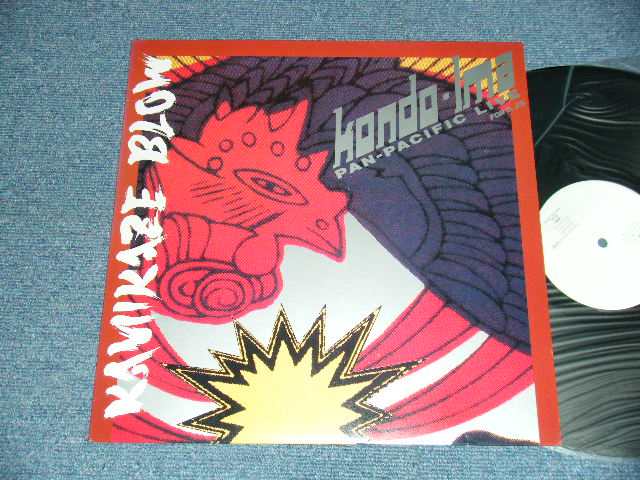 KAMIKAZE BLOW
Kondo·Ima
PAN-PACIFIC LIVE